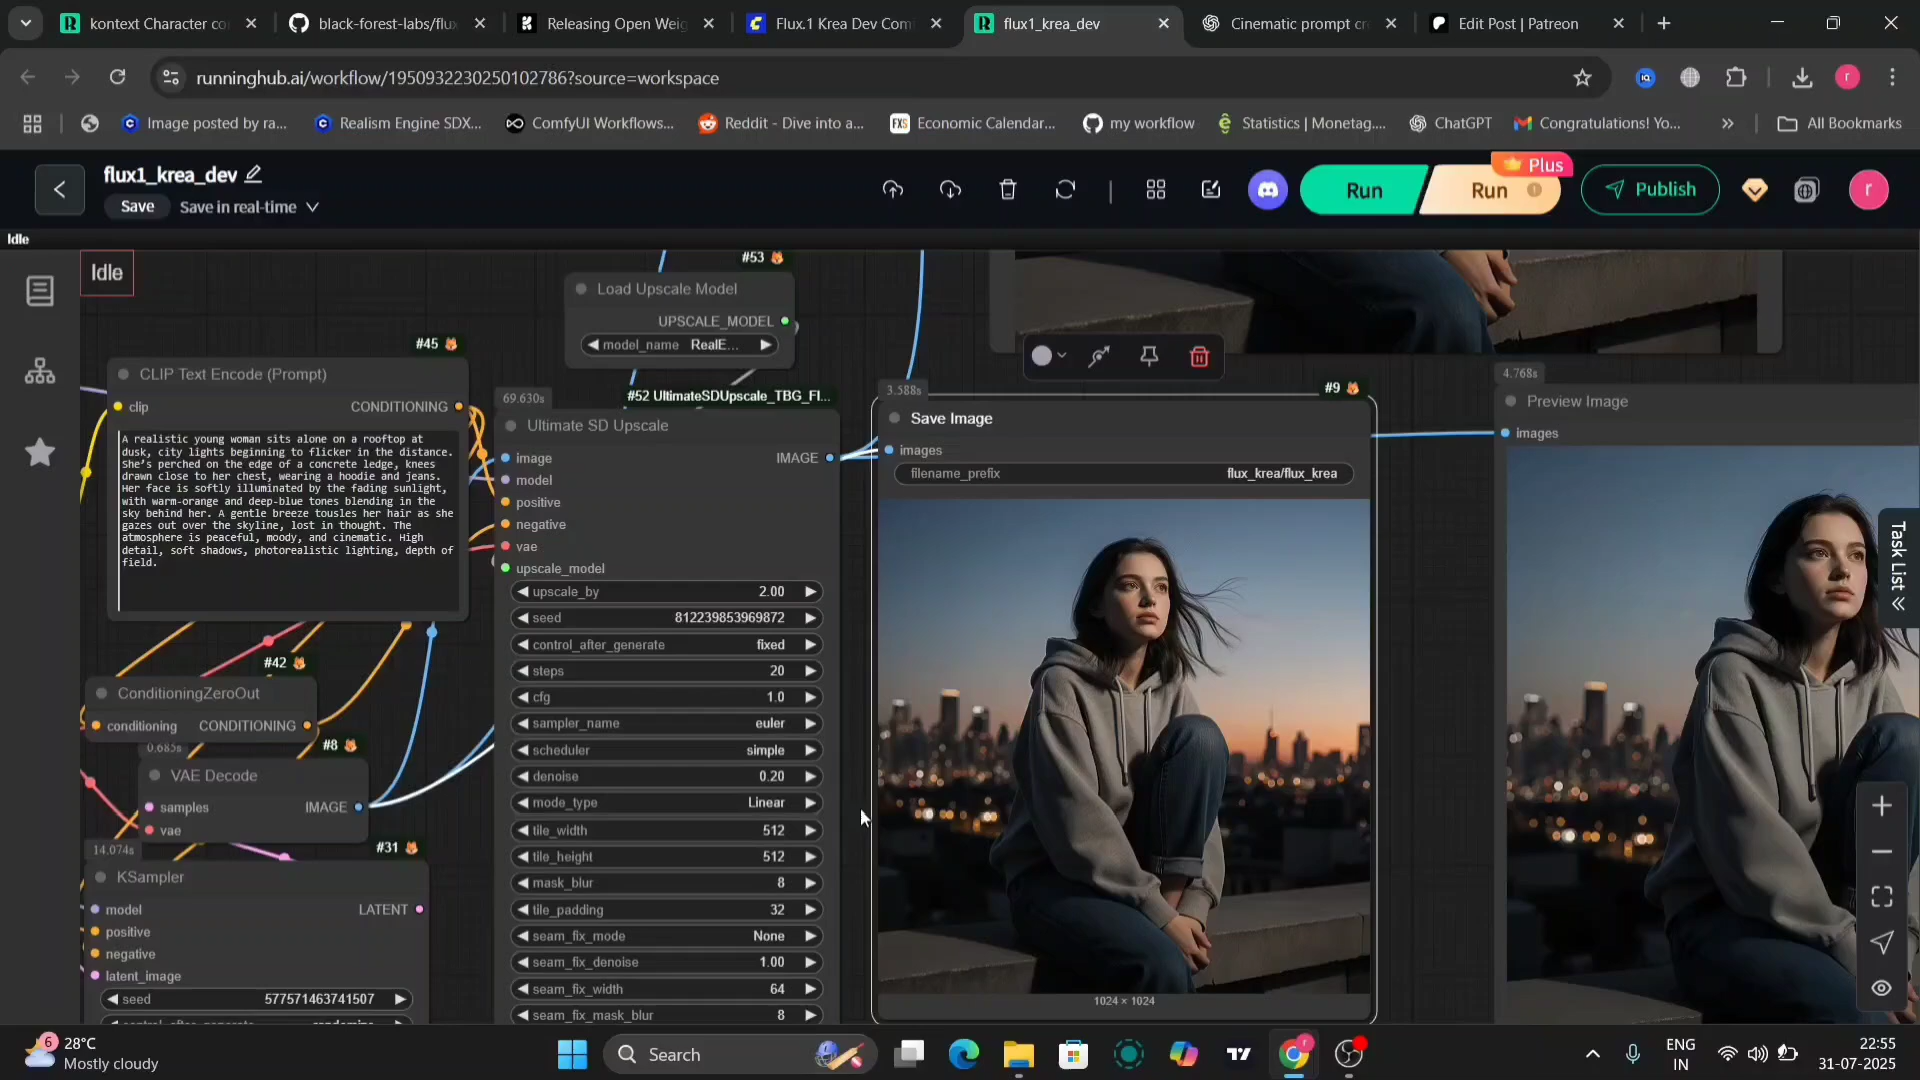 kontext Character co
black-forest-labs/flux
Releasing Open Weig
Flux.1 Krea Dev Com
flux1_krea_dev
Cinematic prompt cr
Edit Post | Patreon
runninghub.ai/workflow/1950932230250102786?source=workspace
Image posted by ra...
Realism Engine SDX...
ComfyUI Workflows...
Reddit - Dive into a...
FXS
Economic Calendar...
my workflow
Statistics | Monetag....
ChatGPT
Congratulations! Yo...
All Bookmarks
flux1_krea_dev
Save
Save in real-time
Run
Run
Plus
Publish
r
Idle
Idle
#53
Load Upscale Model
UPSCALE_MODEL
model_name RealE...
#45
CLIP Text Encode (Prompt)
clip CONDITIONING
A realistic young woman sits alone on a rooftop at
dusk, city lights beginning to flicker in the distance.
She's perched on the edge of a concrete ledge, knees
drawn close to her chest, wearing a hoodie and jeans.
Her face is softly illuminated by the fading sunlight,
with warm-orange and deep-blue tones blending in the
sky behind her. A gentle breeze tousles her hair as she
gazes out over the skyline, lost in thought. The
atmosphere is peaceful, moody, and cinematic. High
detail, soft shadows, photorealistic lighting, depth of
field.
#42
ConditioningZeroOut
conditioning CONDITIONING
0.685s
#8
VAE Decode
samples IMAGE
vae
14.074s
#31
KSampler
model LATENT
positive
negative
latent_image
seed 577571463741507
control_after_generate randomize
69.630s
#52 UltimateSDUpscale_TBG_Fl...
Ultimate SD Upscale
image IMAGE
model
positive
negative
vae
upscale_model
upscale_by 2.00
seed 812239853969872
control_after_generate fixed
steps 20
cfg 1.0
sampler_name euler
scheduler simple
denoise 0.20
mode_type Linear
tile_width 512
tile_height 512
mask_blur 8
tile_padding 32
seam_fix_mode None
seam_fix_denoise 1.00
seam_fix_width 64
seam_fix_mask_blur 8
3.588s
#9
Save Image
images
filename_prefix flux_krea/flux_krea
1024 × 1024
4.768s
Preview Image
images
Task List
6
28°C
Mostly cloudy
Search
ENG
IN
22:55
31-07-2025